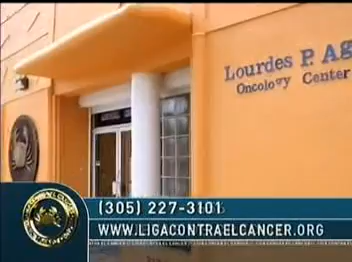 Lourdes P. Ag
Oncology Center
(305) 227-3101
WWW.LIGACONTRAELCANCER.ORG